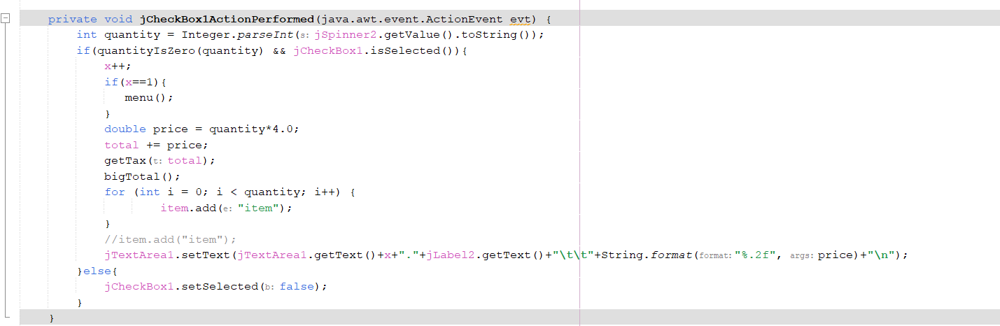 private void jCheckBox1ActionPerformed(java.awt.event.ActionEvent evt) {
int quantity = Integer.parseInt(s: jSpinner2.getValue().toString());
if(quantityIsZero(quantity) && jCheckBox1.isSelected()){
x++;
if(x==1){
menu();
}
double price = quantity*4.0;
total += price;
getTax(t: total);
bigTotal();
for (int i = 0; i < quantity; i++) {
item.add(e: "item");
}
//item.add("item");
jTextArea1.setText(jTextArea1.getText()+x+"."+jLabel2.getText()+"\t\t"+String.format(format: "%.2f", args: price)+"\n");
}else{
jCheckBox1.setSelected(b: false);
}
}